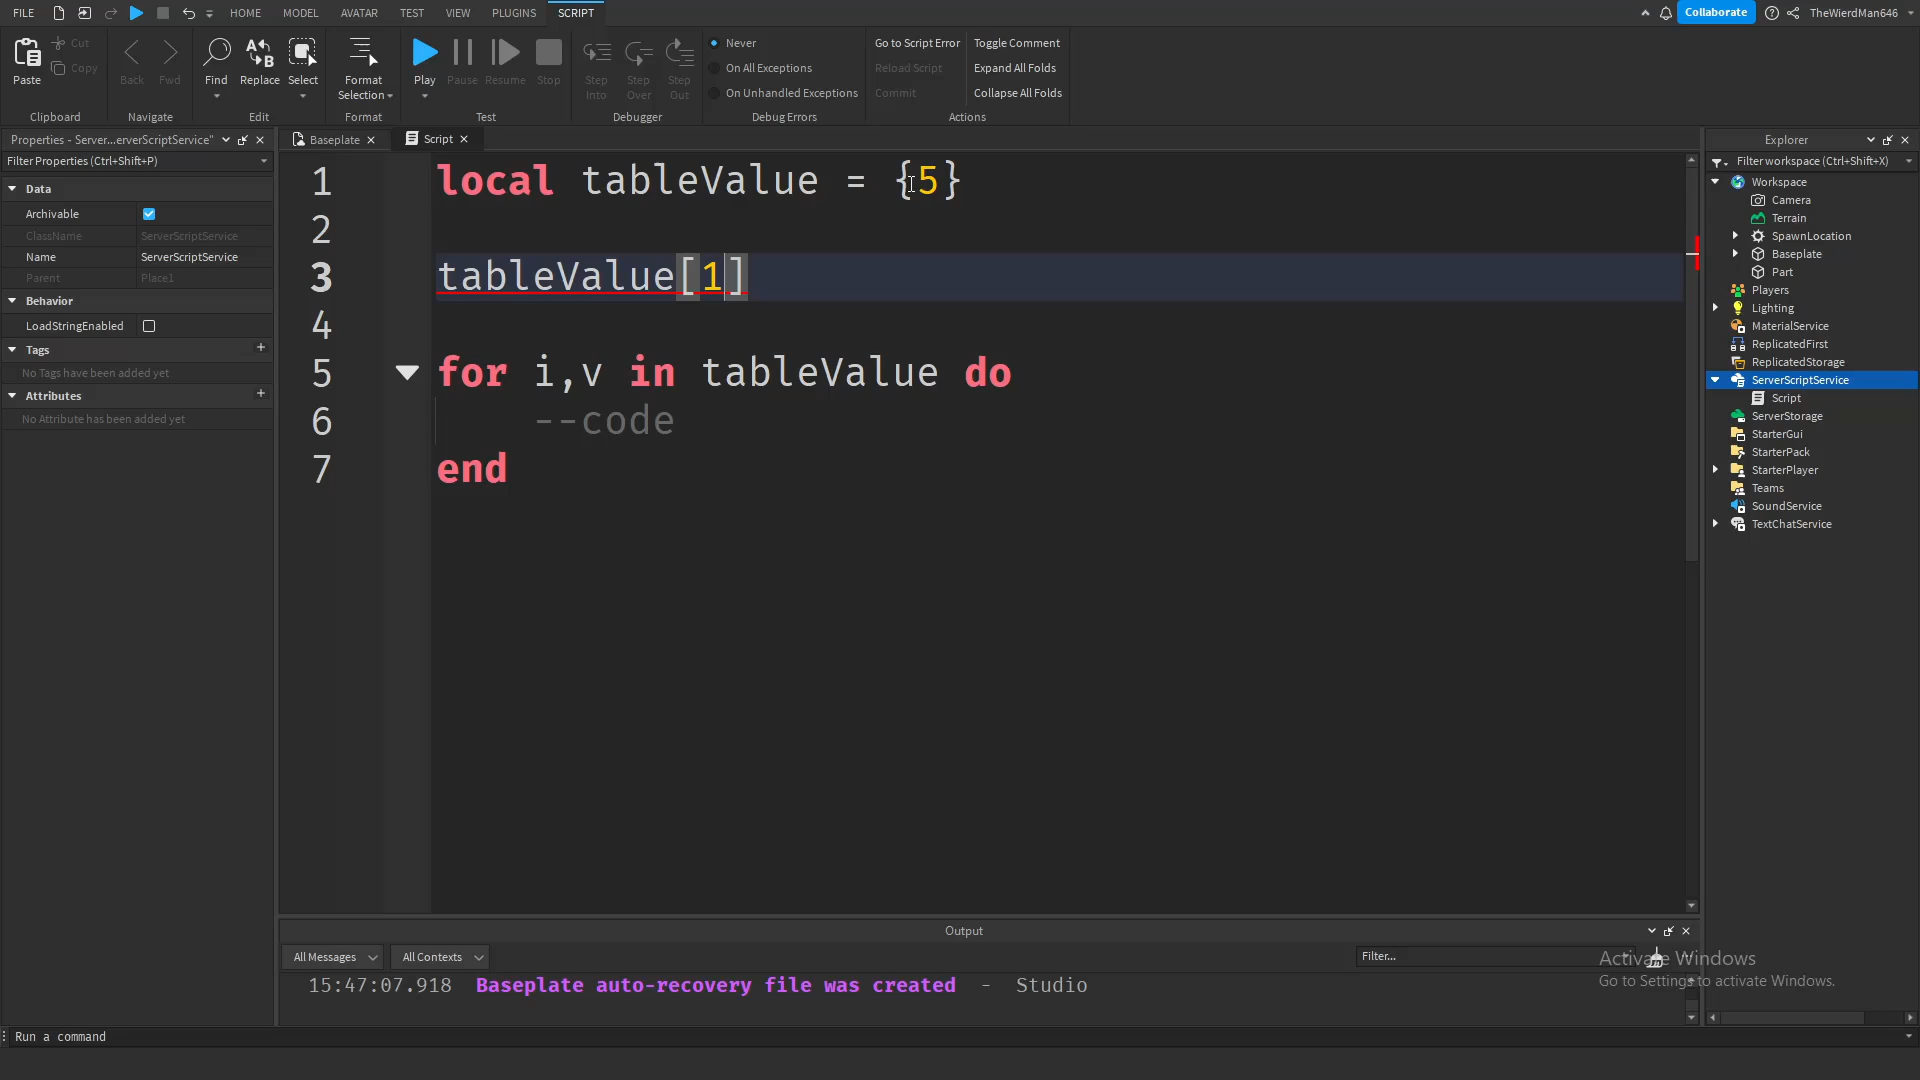 FILE HOME MODEL AVATAR TEST VIEW PLUGINS SCRIPT Collaborate TheWierdMan646
Paste Cut Copy
Back Fwd
Find Replace Select
Format Selection
Play Pause Resume Stop
Step Into Step Over Step Out
Never
On All Exceptions
On Unhandled Exceptions
Go to Script Error
Reload Script
Commit
Toggle Comment
Expand All Folds
Collapse All Folds
Clipboard Navigate Edit Format Test Debugger Debug Errors Actions
Properties - Server...erverScriptService"
Filter Properties (Ctrl+Shift+P)
Data
Archivable
ClassName ServerScriptService
Name ServerScriptService
Parent Place1
Behavior
LoadStringEnabled
Tags
No Tags have been added yet
Attributes
No Attribute has been added yet
Baseplate Script
1 local tableValue = {5}
2
3 tableValue[1]
4
5 for i,v in tableValue do
6 --code
7 end
Output
All Messages All Contexts Filter...
15:47:07.918 Baseplate auto-recovery file was created - Studio
Explorer
Filter workspace (Ctrl+Shift+X)
Workspace
Camera
Terrain
SpawnLocation
Baseplate
Part
Players
Lighting
MaterialService
ReplicatedFirst
ReplicatedStorage
ServerScriptService
Script
ServerStorage
StarterGui
StarterPack
StarterPlayer
Teams
SoundService
TextChatService
Activate Windows
Go to Settings to activate Windows.
Run a command